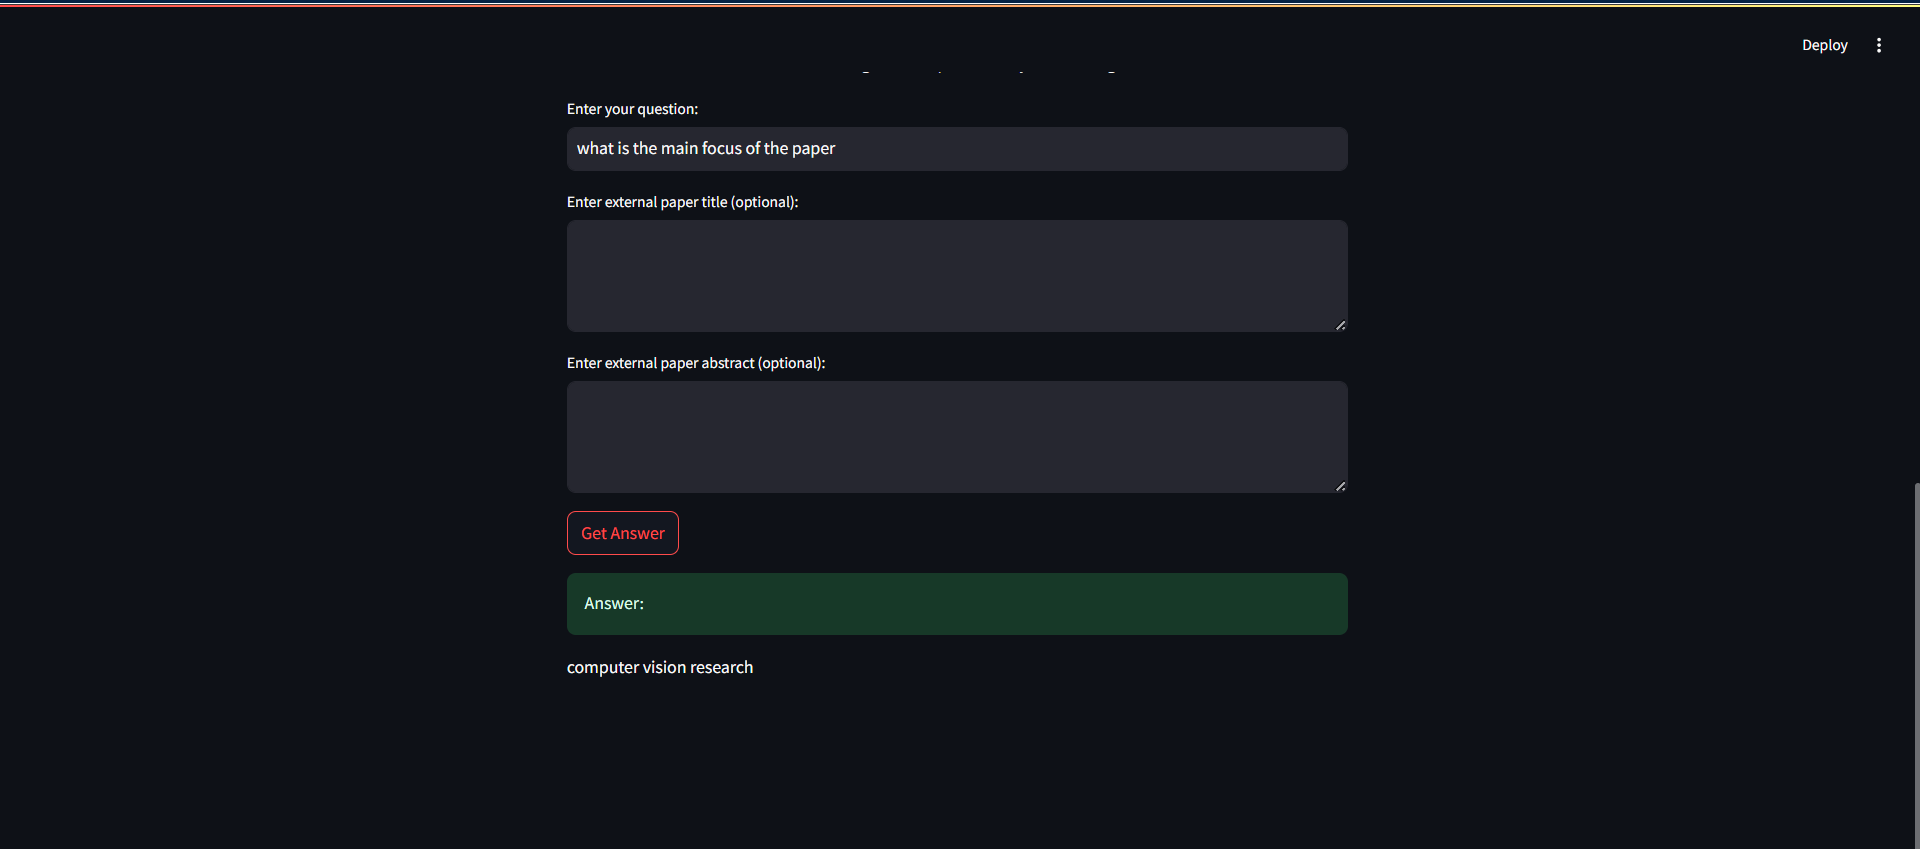 Deploy
Enter your question:
what is the main focus of the paper
Enter external paper title (optional):
Enter external paper abstract (optional):
Get Answer
Answer:
computer vision research